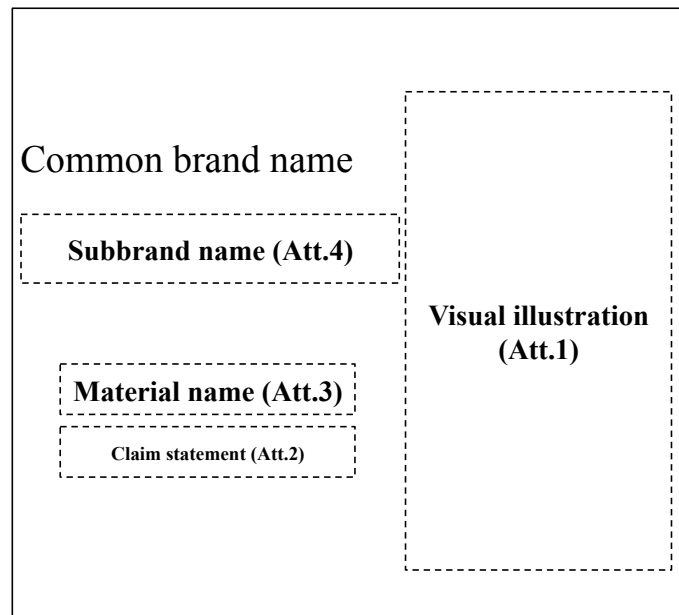 Common brand name
Subbrand name (Att.4)
Visual illustration
(Att.1)
Material name (Att.3)
Claim statement (Att.2)